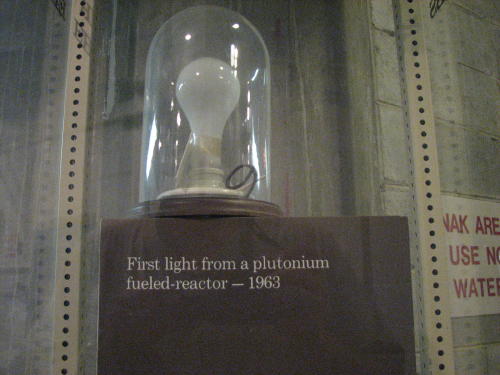 First light from a plutonium
fueled-reactor — 1963
NAK ARE
USE NO
WATER